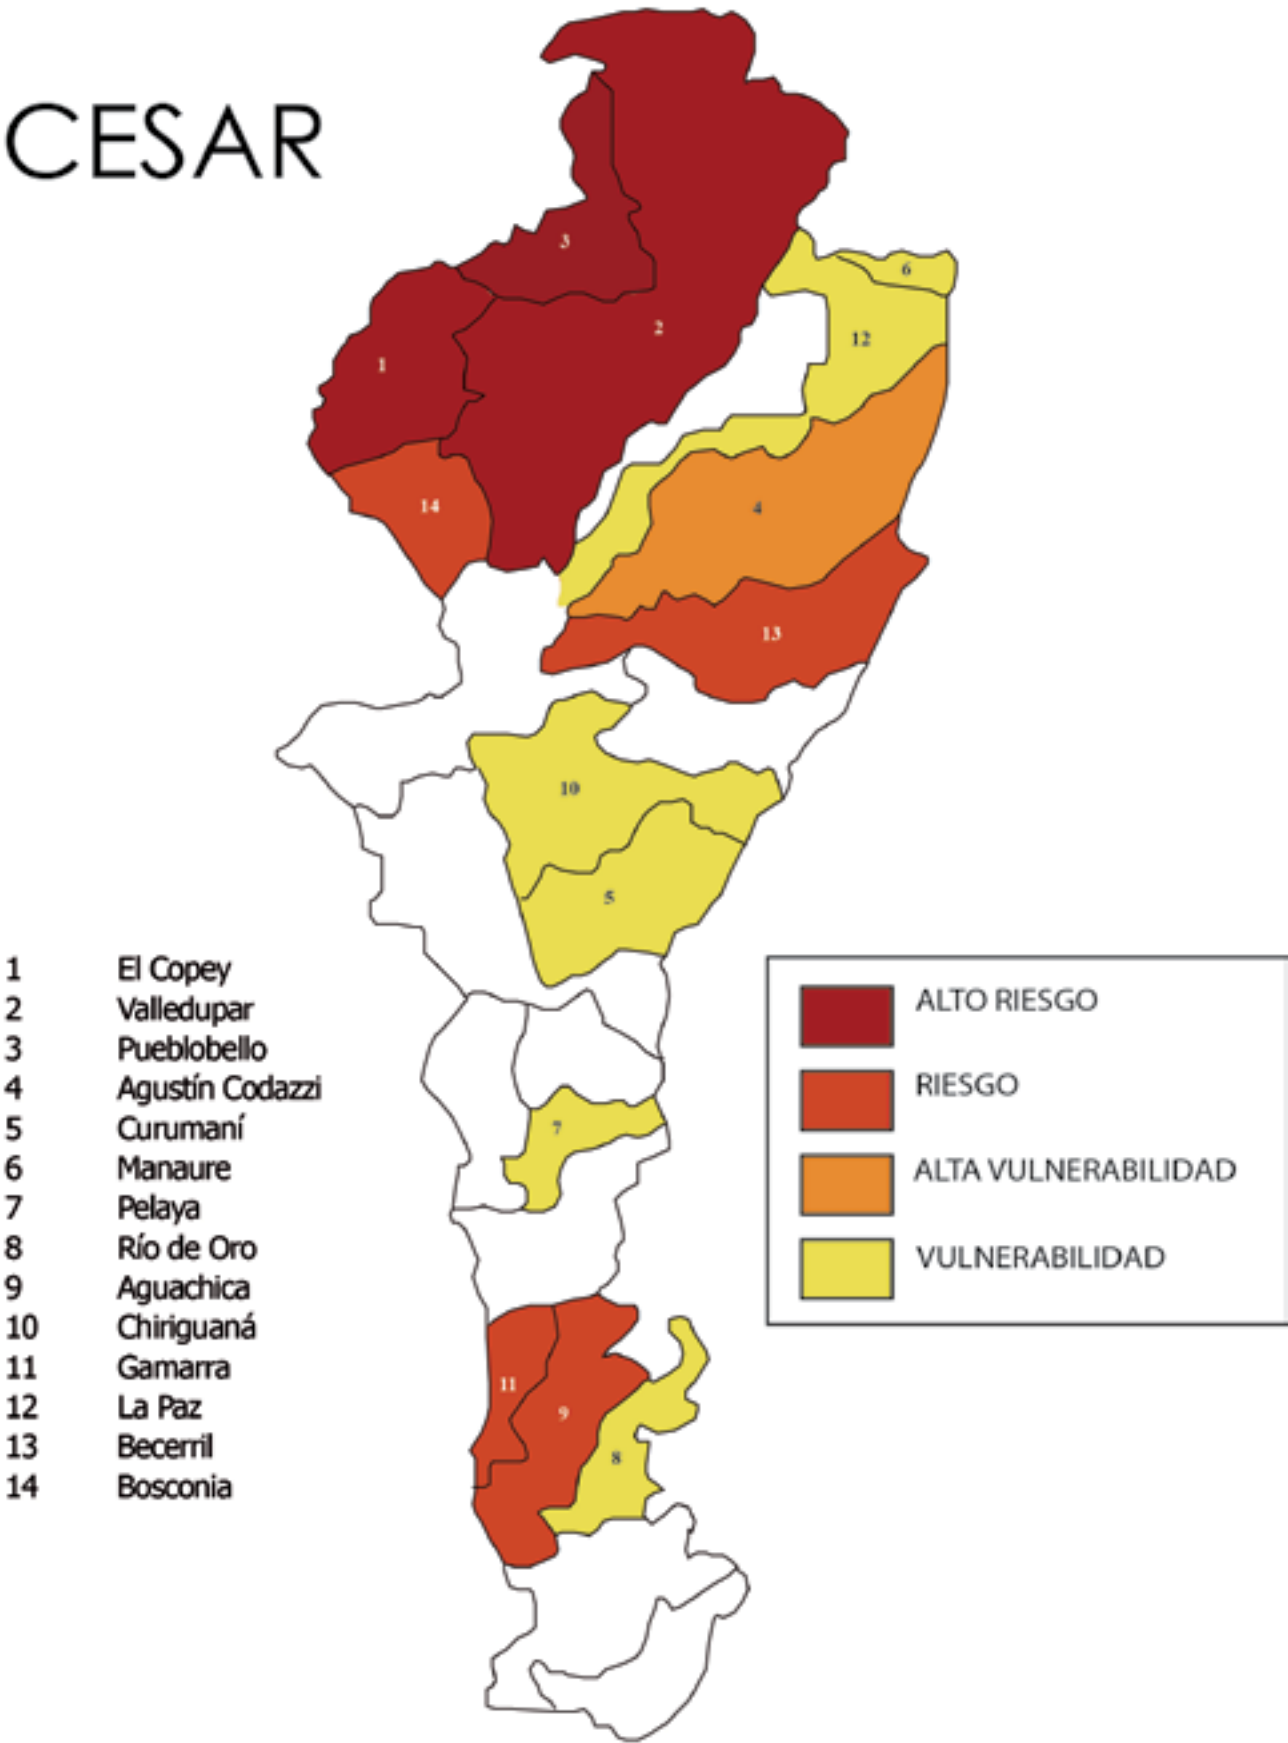 CESAR
3
6
2
12
1
14
4
13
10
5
7
11
9
8
1 El Copey
2 Valledupar
3 Pueblobello
4 Agustín Codazzi
5 Curumaní
6 Manaure
7 Pelaya
8 Río de Oro
9 Aguachica
10 Chiriguaná
11 Gamarra
12 La Paz
13 Becerril
14 Bosconia
ALTO RIESGO
RIESGO
ALTA VULNERABILIDAD
VULNERABILIDAD